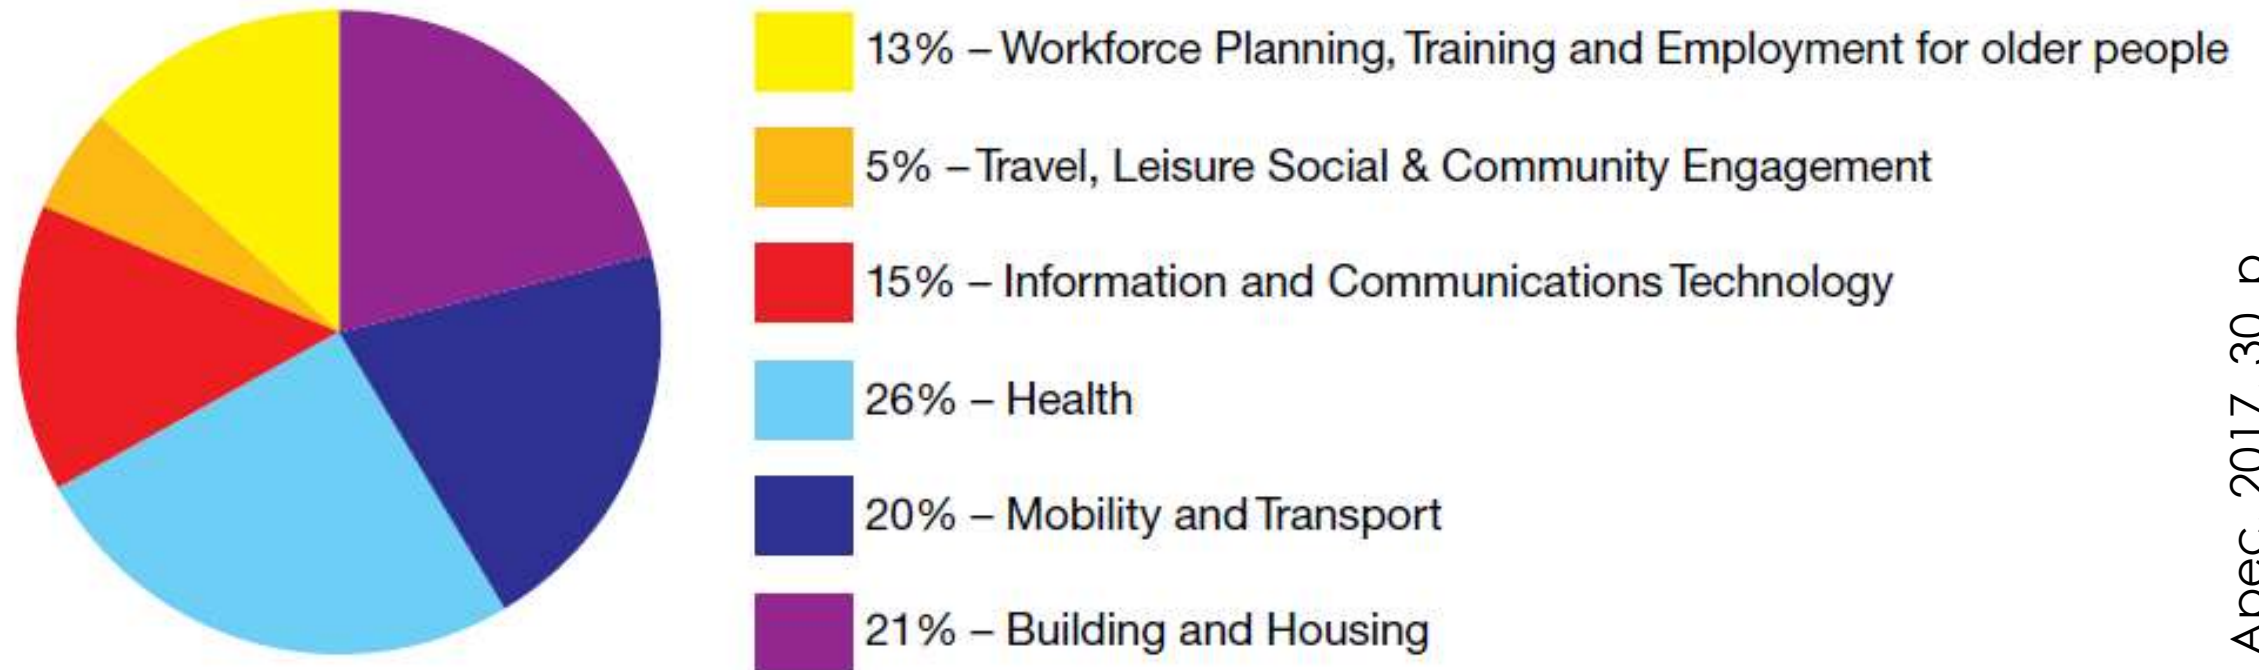 13% – Workforce Planning, Training and Employment for older people
5% – Travel, Leisure Social & Community Engagement
15% – Information and Communications Technology
26% – Health
20% – Mobility and Transport
21% – Building and Housing
Apec 2017 30 p